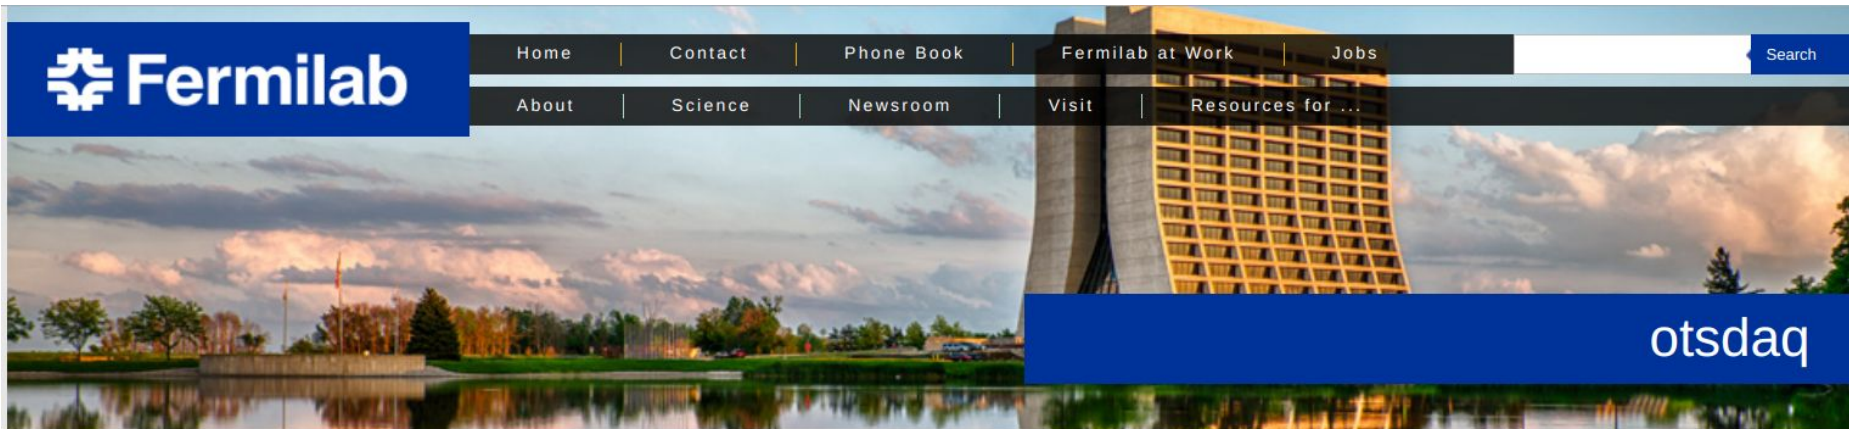 Fermilab
Home Contact Phone Book Fermilab at Work Jobs Search
About Science Newsroom Visit Resources for ...
otsdaq